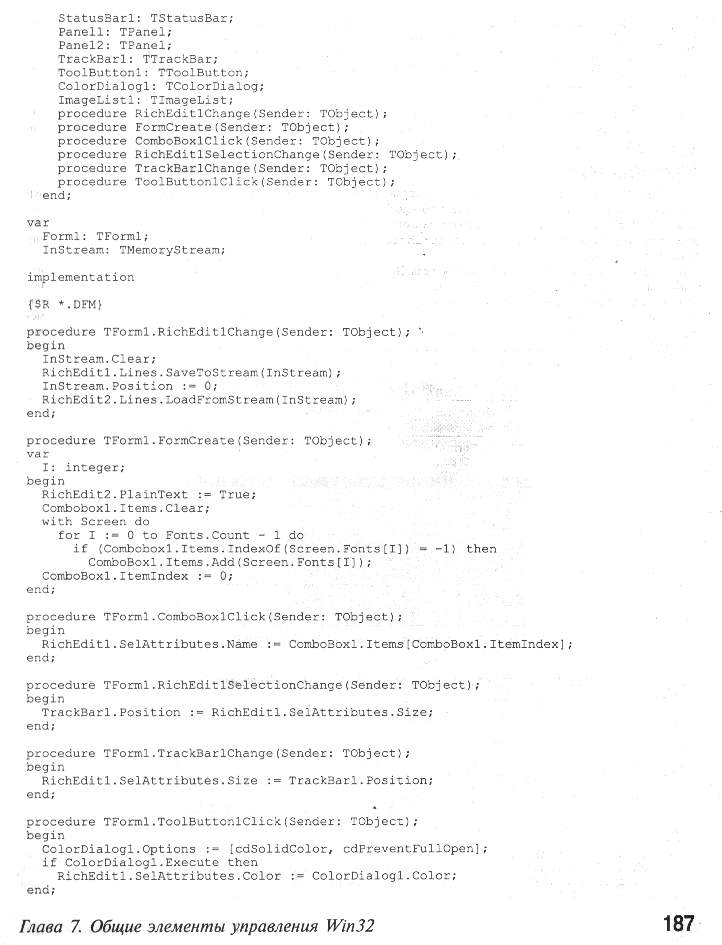 StatusBar1: TStatusBar;
Panel1: TPanel;
Panel2: TPanel;
TrackBar1: TTrackBar;
ToolButton1: TToolButton;
ColorDialog1: TColorDialog;
ImageList1: TImageList;
procedure RichEdit1Change(Sender: TObject);
procedure FormCreate(Sender: TObject);
procedure ComboBox1Click(Sender: TObject);
procedure RichEdit1SelectionChange(Sender: TObject);
procedure TrackBar1Change(Sender: TObject);
procedure ToolButton1Click(Sender: TObject);
end;
var
Form1: TForm1;
InStream: TMemoryStream;
implementation
{$R *.DFM}
procedure TForm1.RichEdit1Change(Sender: TObject);
begin
InStream.Clear;
RichEdit1.Lines.SaveToStream(InStream);
InStream.Position := 0;
RichEdit2.Lines.LoadFromStream(InStream);
end;
procedure TForm1.FormCreate(Sender: TObject);
var
I: integer;
begin
RichEdit2.PlainText := True;
Combobox1.Items.Clear;
with Screen do
for I := 0 to Fonts.Count - 1 do
if (Combobox1.Items.IndexOf(Screen.Fonts[I]) = -1) then
ComboBox1.Items.Add(Screen.Fonts[I]);
ComboBox1.ItemIndex := 0;
end;
procedure TForm1.ComboBox1Click(Sender: TObject);
begin
RichEdit1.SelAttributes.Name := ComboBox1.Items[ComboBox1.ItemIndex];
end;
procedure TForm1.RichEdit1SelectionChange(Sender: TObject);
begin
TrackBar1.Position := RichEdit1.SelAttributes.Size;
end;
procedure TForm1.TrackBar1Change(Sender: TObject);
begin
RichEdit1.SelAttributes.Size := TrackBar1.Position;
end;
procedure TForm1.ToolButton1Click(Sender: TObject);
begin
ColorDialog1.Options := [cdSolidColor, cdPreventFullOpen];
if ColorDialog1.Execute then
RichEdit1.SelAttributes.Color := ColorDialog1.Color;
end;
Глава 7. Общие элементы управления Win32 187